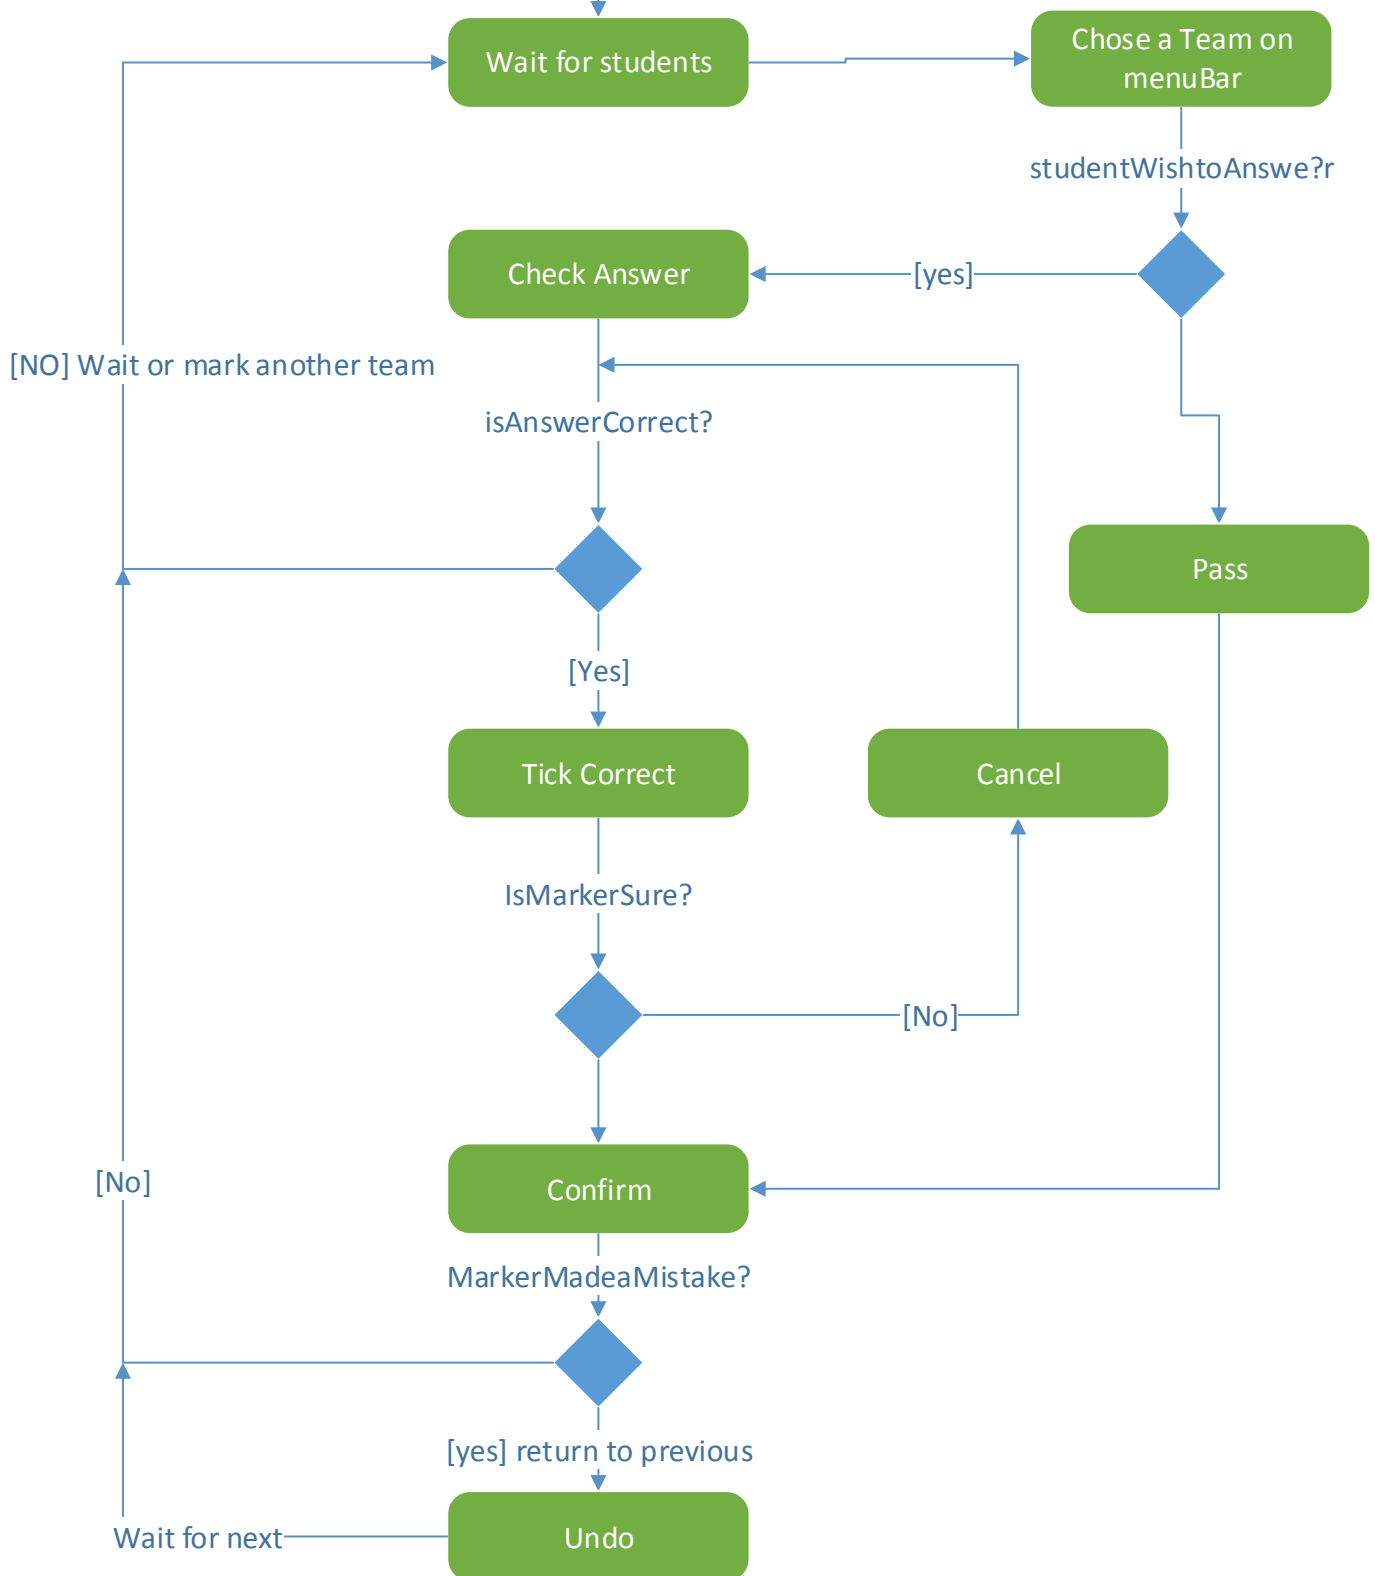 Wait for students
Chose a Team on
menuBar
studentWishtoAnswe?r
Check Answer
[yes]
[NO] Wait or mark another team
isAnswerCorrect?
Pass
[Yes]
Tick Correct
Cancel
IsMarkerSure?
[No]
[No]
Confirm
MarkerMadeaMistake?
[yes] return to previous
Wait for next
Undo